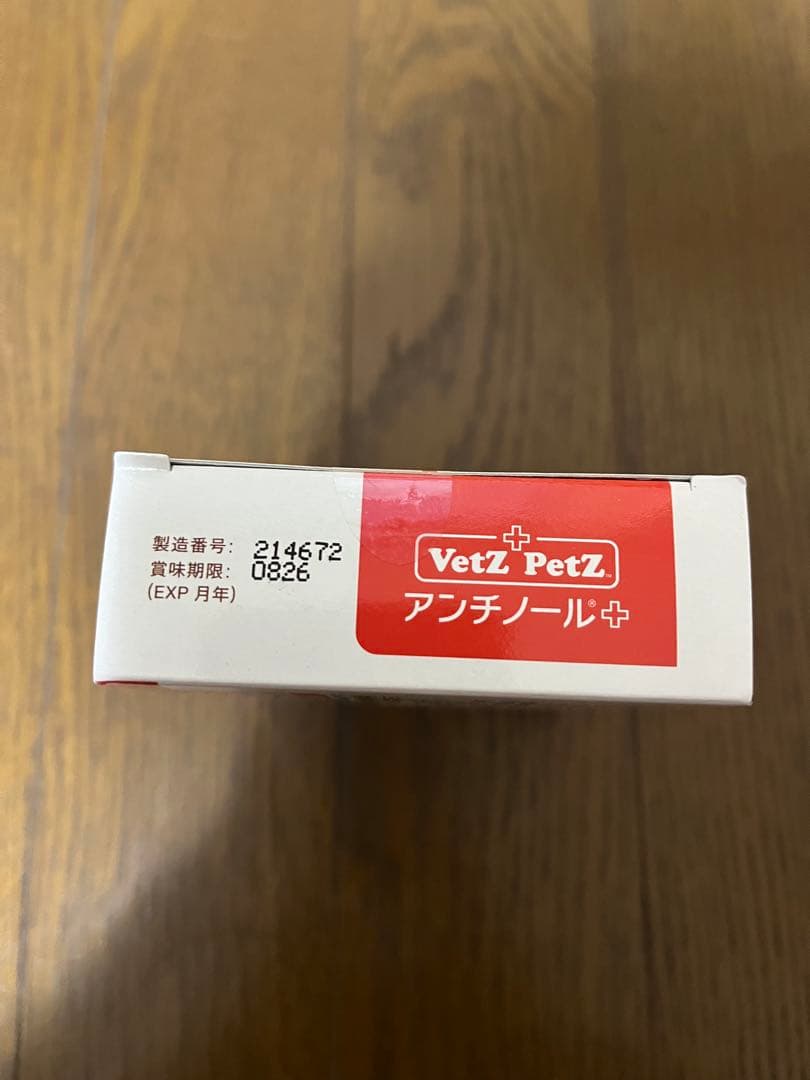 製造番号: 214672
賞味期限: 0826
(EXP 月年)
VetZ PetZ™
アンチノール®+